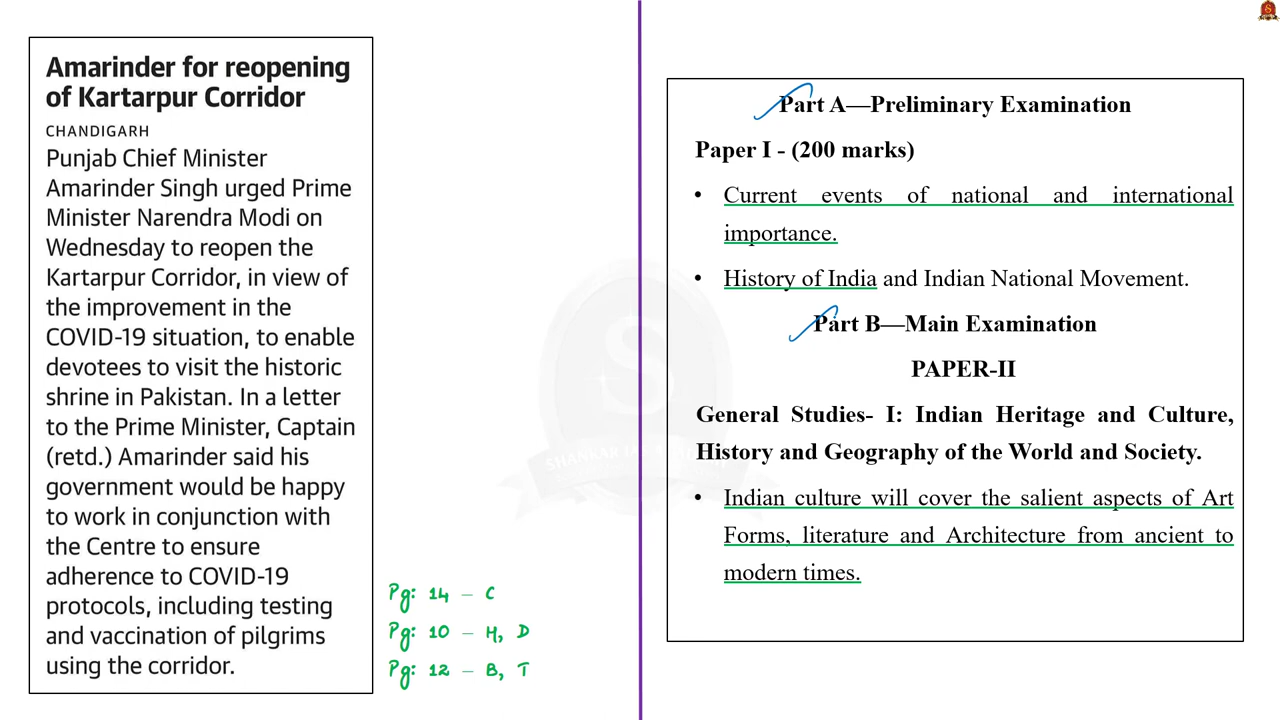 Amarinder for reopening
of Kartarpur Corridor
CHANDIGARH
Punjab Chief Minister
Amarinder Singh urged Prime
Minister Narendra Modi on
Wednesday to reopen the
Kartarpur Corridor, in view of
the improvement in the
COVID-19 situation, to enable
devotees to visit the historic
shrine in Pakistan. In a letter
to the Prime Minister, Captain
(retd.) Amarinder said his
government would be happy
to work in conjunction with
the Centre to ensure
adherence to COVID-19
protocols, including testing
and vaccination of pilgrims
using the corridor.
Pg: 14 – C
Pg: 10 – H, D
Pg: 12 – B, T
Part A—Preliminary Examination
Paper I - (200 marks)
• Current events of national and international
importance.
• History of India and Indian National Movement.
Part B—Main Examination
PAPER-II
General Studies- I: Indian Heritage and Culture,
History and Geography of the World and Society.
• Indian culture will cover the salient aspects of Art
Forms, literature and Architecture from ancient to
modern times.